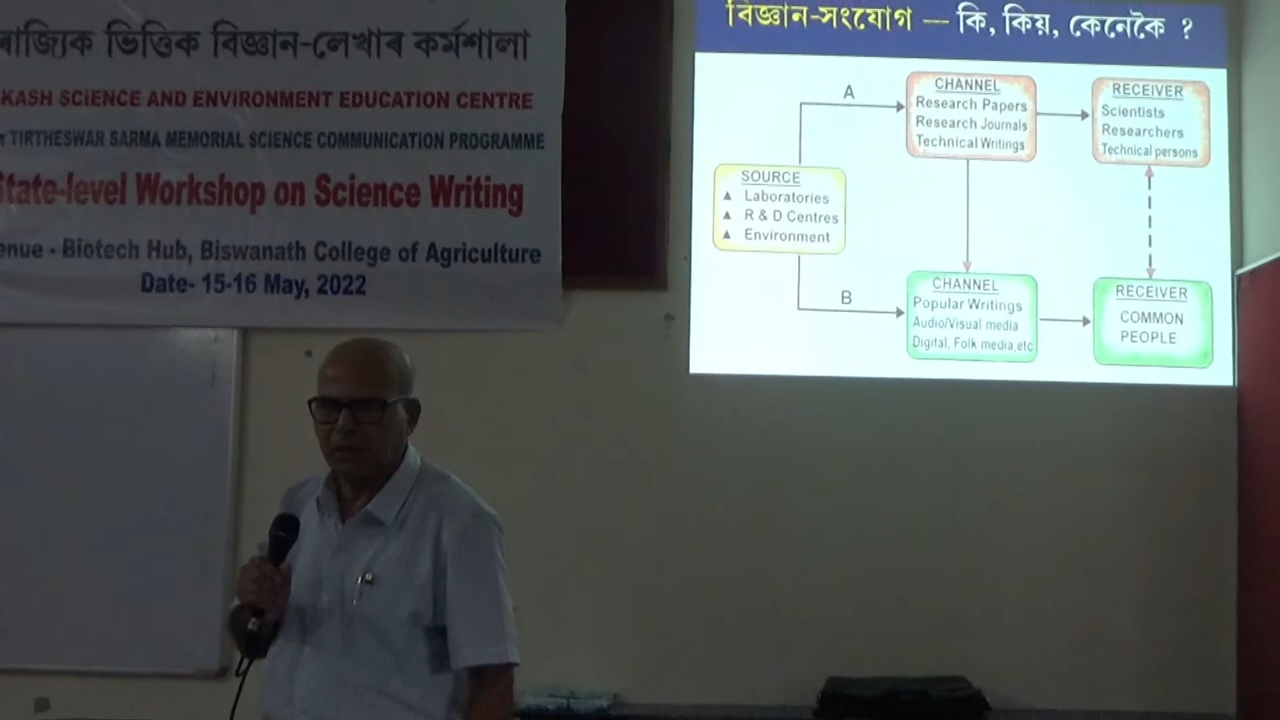 ৰাজ্যিক ভিত্তিক বিজ্ঞান-লেখাৰ কৰ্মশালা
KASH SCIENCE AND ENVIRONMENT EDUCATION CENTRE
TIRTHESWAR SARMA MEMORIAL SCIENCE COMMUNICATION PROGRAMME
State-level Workshop on Science Writing
enue - Biotech Hub, Biswanath College of Agriculture
Date- 15-16 May, 2022
বিজ্ঞান-সংযোগ — কি, কিয়, কেনেকৈ ?
A
CHANNEL
Research Papers
Research Journals
Technical Writings
RECEIVER
Scientists
Researchers
Technical persons
SOURCE
▲ Laboratories
▲ R & D Centres
▲ Environment
B
CHANNEL
Popular Writings
Audio/Visual media
Digital, Folk media,etc
RECEIVER
COMMON
PEOPLE